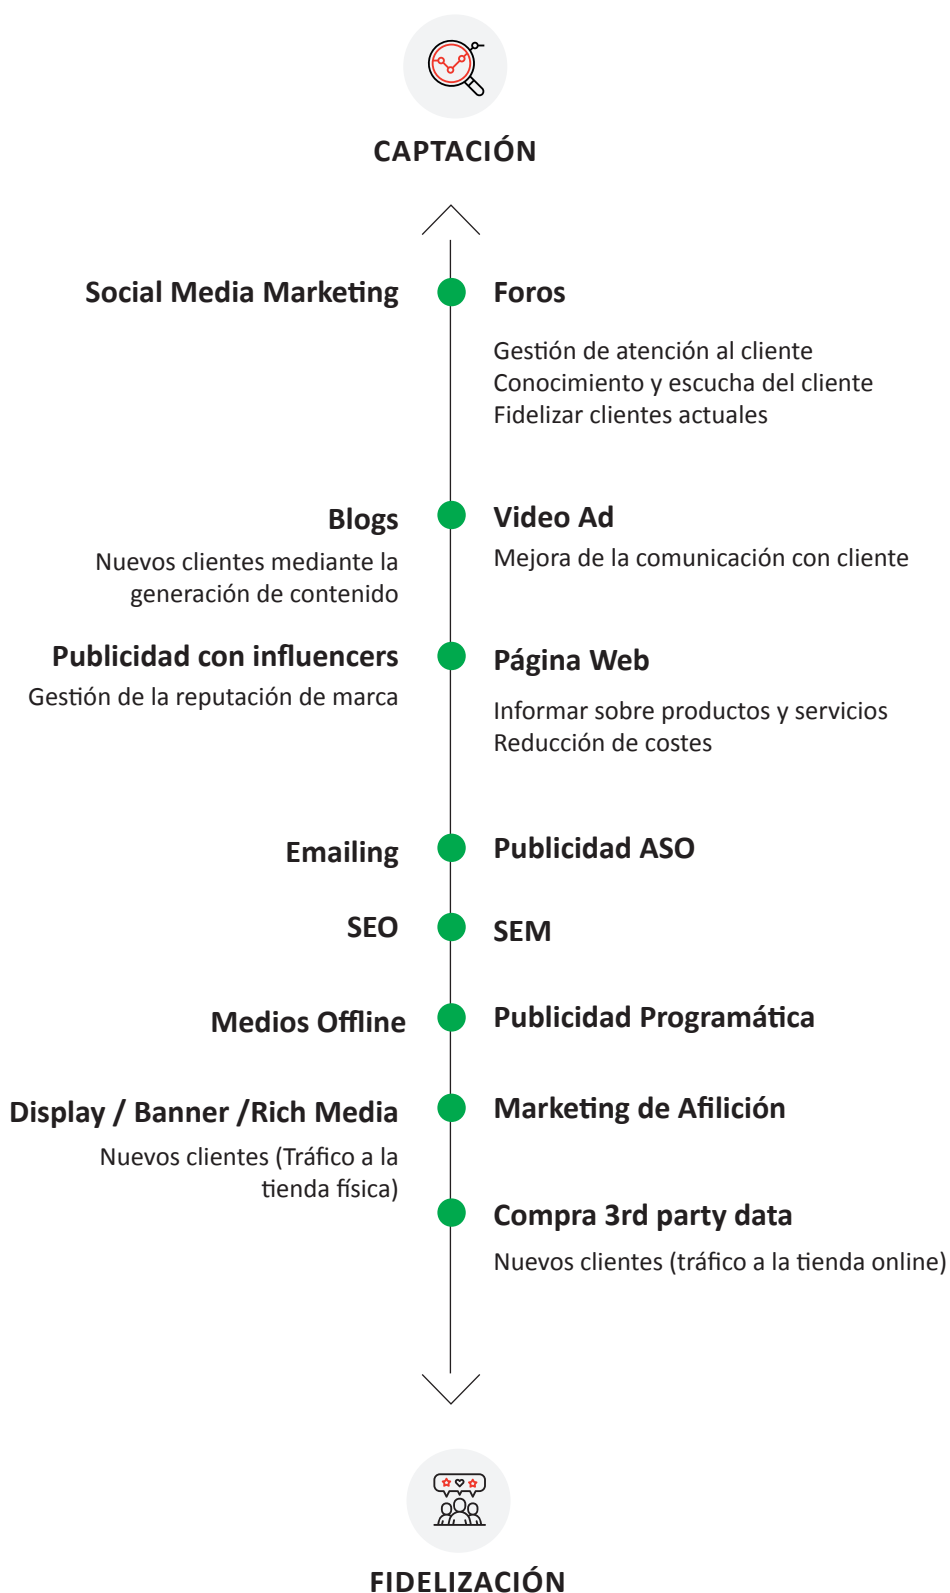 CAPTACIÓN
Social Media Marketing
Foros
Gestión de atención al cliente
Conocimiento y escucha del cliente
Fidelizar clientes actuales
Blogs
Nuevos clientes mediante la
generación de contenido
Video Ad
Mejora de la comunicación con cliente
Publicidad con influencers
Gestión de la reputación de marca
Página Web
Informar sobre productos y servicios
Reducción de costes
Emailing
Publicidad ASO
SEO
SEM
Medios Offline
Publicidad Programática
Display / Banner /Rich Media
Nuevos clientes (Tráfico a la
tienda física)
Marketing de Afilición
Compra 3rd party data
Nuevos clientes (tráfico a la tienda online)
FIDELIZACIÓN